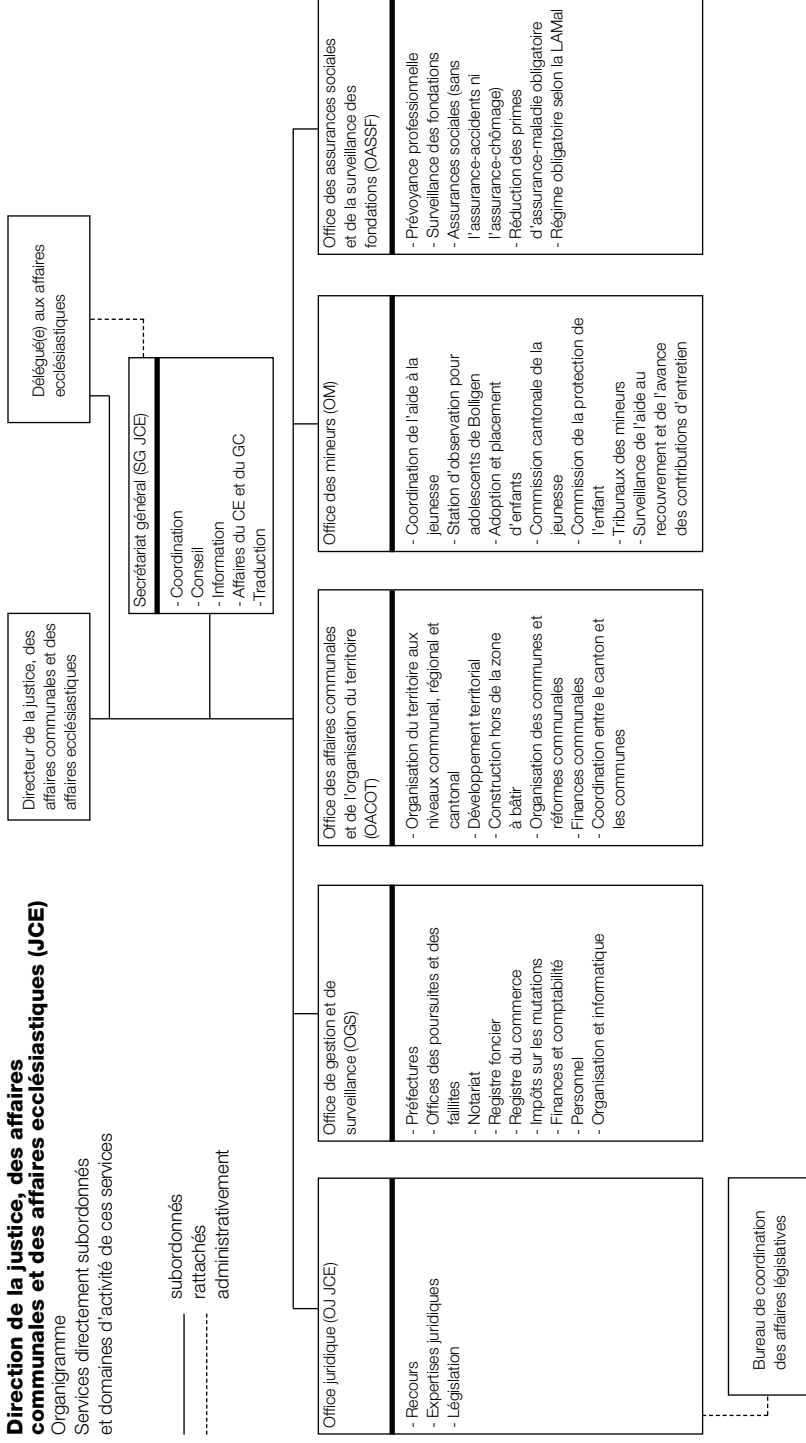 Direction de la justice, des affaires
communales et des affaires ecclésiastiques (JCE)
Organigramme
Services directement subordonnés
et domaines d'activité de ces services
subordonnés
rattachés
administrativement
Directeur de la justice, des
affaires communales et des
affaires ecclésiastiques
Délégué(e) aux affaires
ecclésiastiques
Secrétariat général (SG JCE)
- Coordination
- Conseil
- Information
- Affaires du CE et du GC
-Traduction
Office juridique (OJ JCE)
- Recours
- Expertises juridiques
- Législation
Bureau de coordination
des affaires législatives
Office de gestion et de
surveillance (OGS)
- Préfectures
- Offices des poursuites et des
faillites
- Notariat
- Registre foncier
- Registre du commerce
- Impôts sur les mutations
- Finances et comptabilité
- Personnel
- Organisation et informatique
Office des affaires communales
et de l'organisation du territoire
(OACOT)
- Organisation du territoire aux
niveaux communal, régional et
cantonal
- Développement territorial
- Construction hors de la zone
à bâtir
- Organisation des communes et
réformes communales
- Finances communales
- Coordination entre le canton et
les communes
Office des mineurs (OM)
- Coordination de l'aide à la
jeunesse
- Station d'observation pour
adolescents de Bolligen
- Adoption et placement
d'enfants
- Commission cantonale de la
jeunesse
- Commission de la protection de
l'enfant
- Tribunaux des mineurs
- Surveillance de l'aide au
recouvrement et de l'avance
des contributions d'entretien
Office des assurances sociales
et de la surveillance des
fondations (OASSF)
- Prévoyance professionnelle
- Surveillance des fondations
- Assurances sociales (sans
l'assurance-accidents ni
l'assurance-chômage)
- Réduction des primes
d'assurance-maladie obligatoire
- Régime obligatoire selon la LAMal